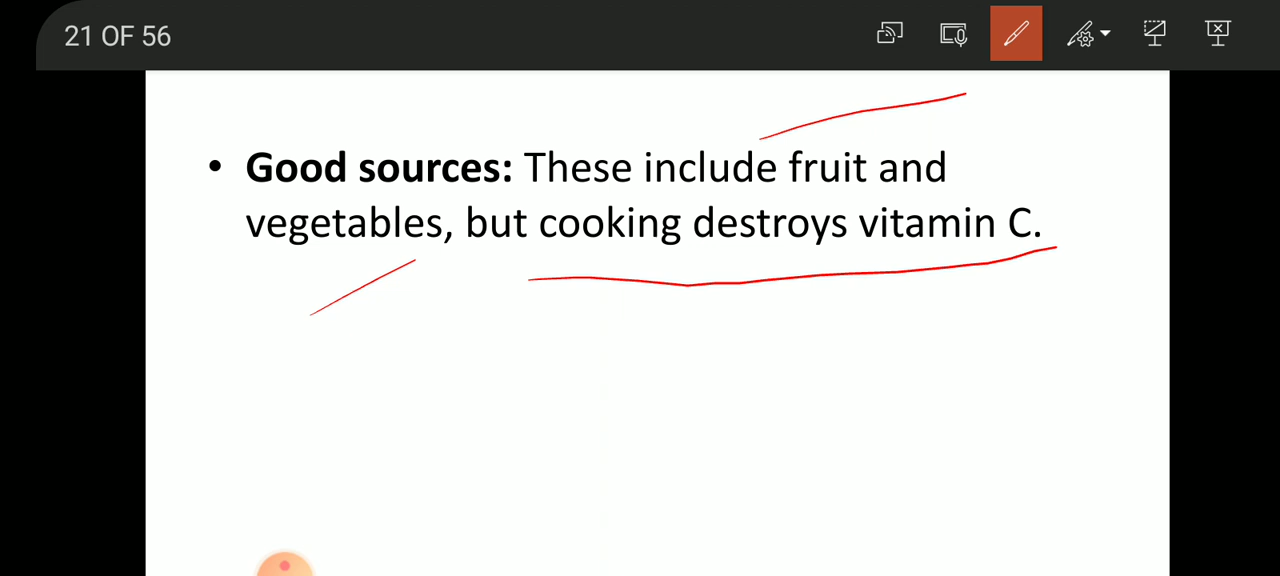 21 OF 56
• Good sources: These include fruit and
vegetables, but cooking destroys vitamin C.